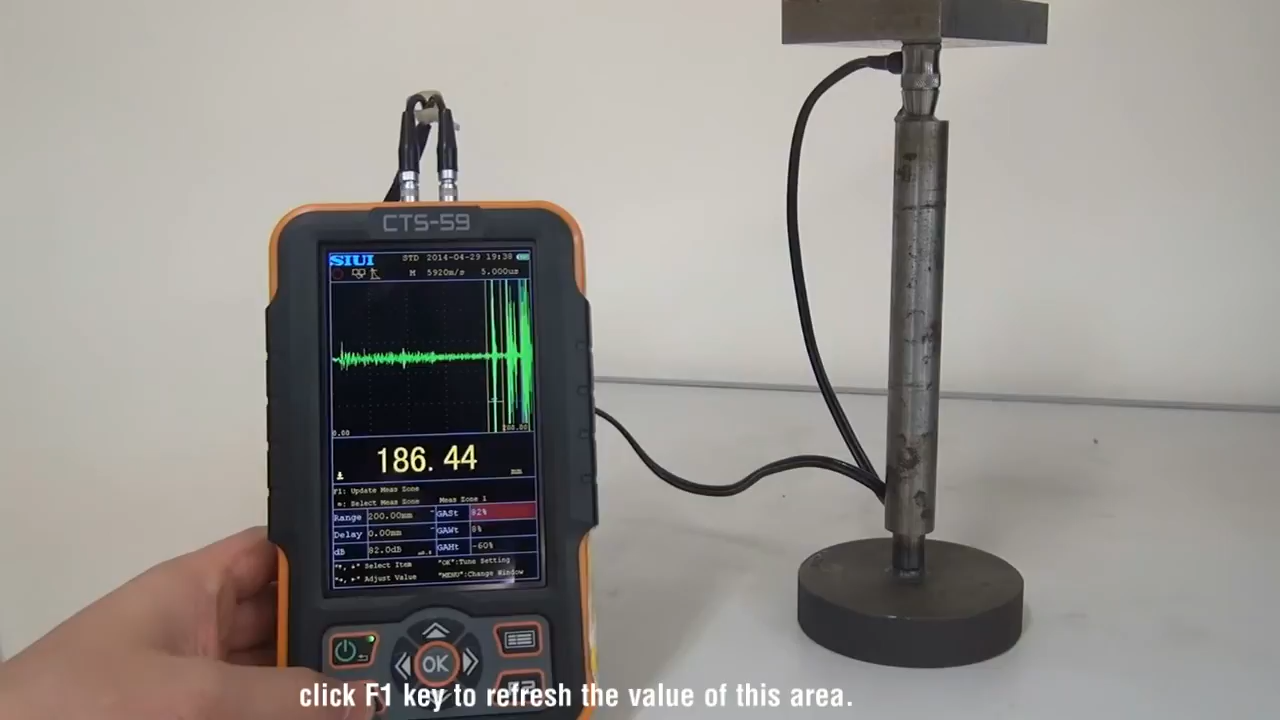 CTS-59
SIUI STD 2014-04-29 19:38
M 5920m/s 5.000us
0.00 200.00
186.44 mm
F1: Update Meas Zone
: Select Meas Zone Meas Zone 1
Range 200.00mm GASt 82%
Delay 0.00mm GAWt 8%
dB 82.0dB GAHt -60%
Select Item "OK":Tune Setting
Adjust Value "MENU":Change Window
OK
click F1 key to refresh the value of this area.